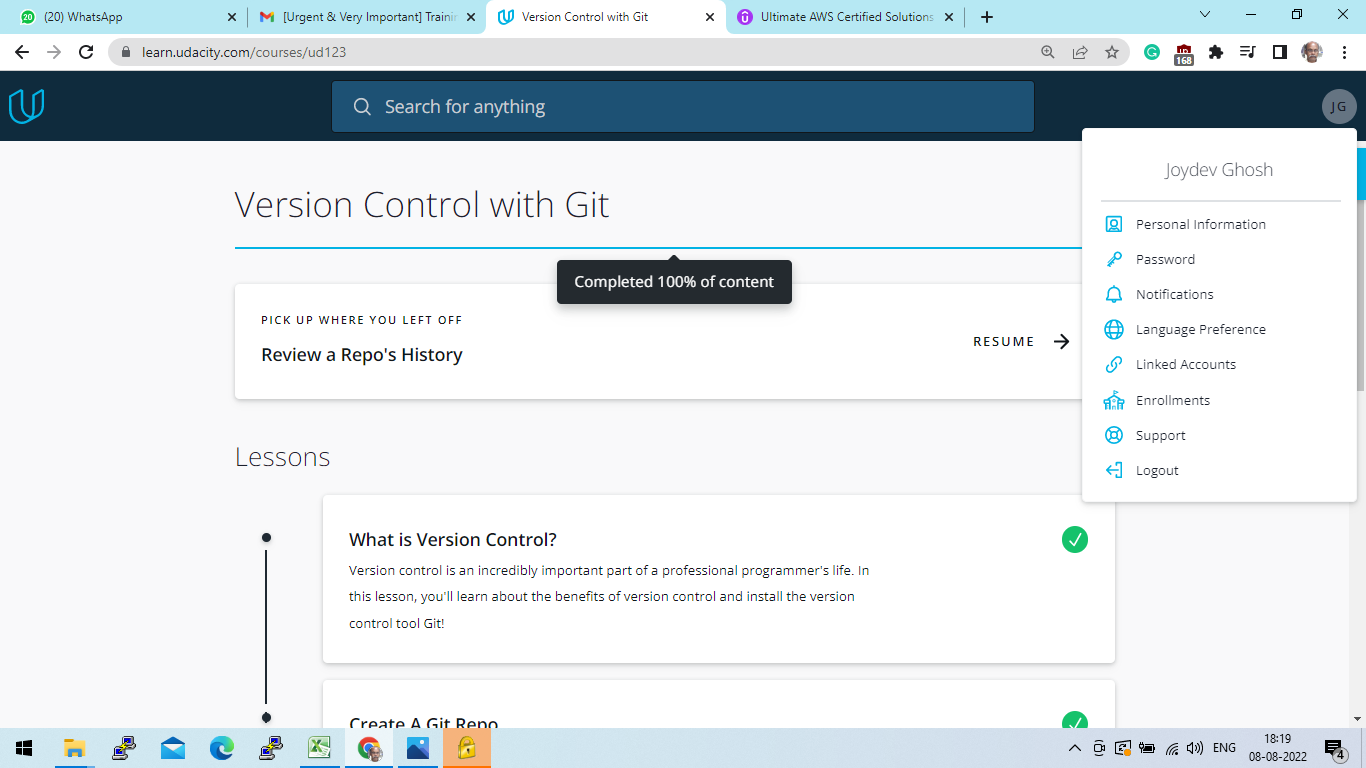 (20) WhatsApp
[Urgent & Very Important] Traini
Version Control with Git
Ultimate AWS Certified Solutions
learn.udacity.com/courses/ud123
168
Search for anything
JG
Joydev Ghosh
Personal Information
Password
Notifications
Language Preference
Linked Accounts
Enrollments
Support
Logout
Version Control with Git
Completed 100% of content
PICK UP WHERE YOU LEFT OFF
Review a Repo's History
RESUME
Lessons
What is Version Control?
Version control is an incredibly important part of a professional programmer's life. In
this lesson, you'll learn about the benefits of version control and install the version
control tool Git!
Create A Git Repo
ENG
18:19
08-08-2022
4